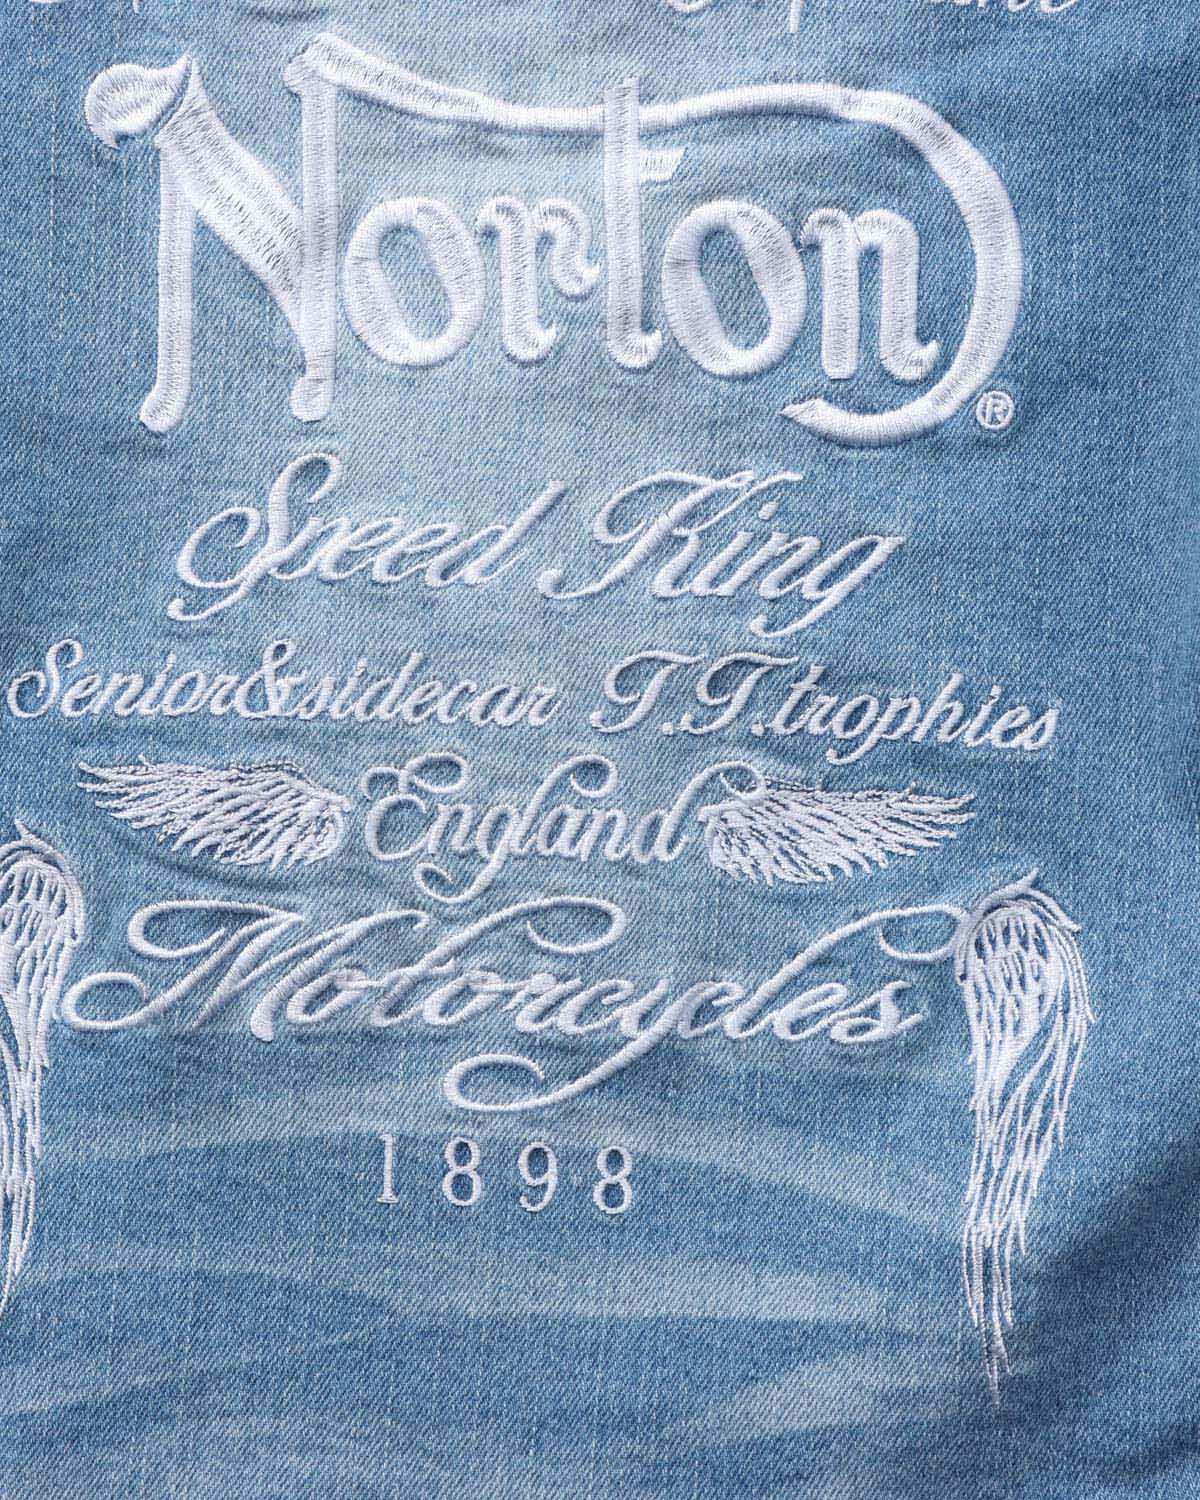 Norton®
Speed King
Senior&sidecar T.T.trophies
England
Motorcycles
1898